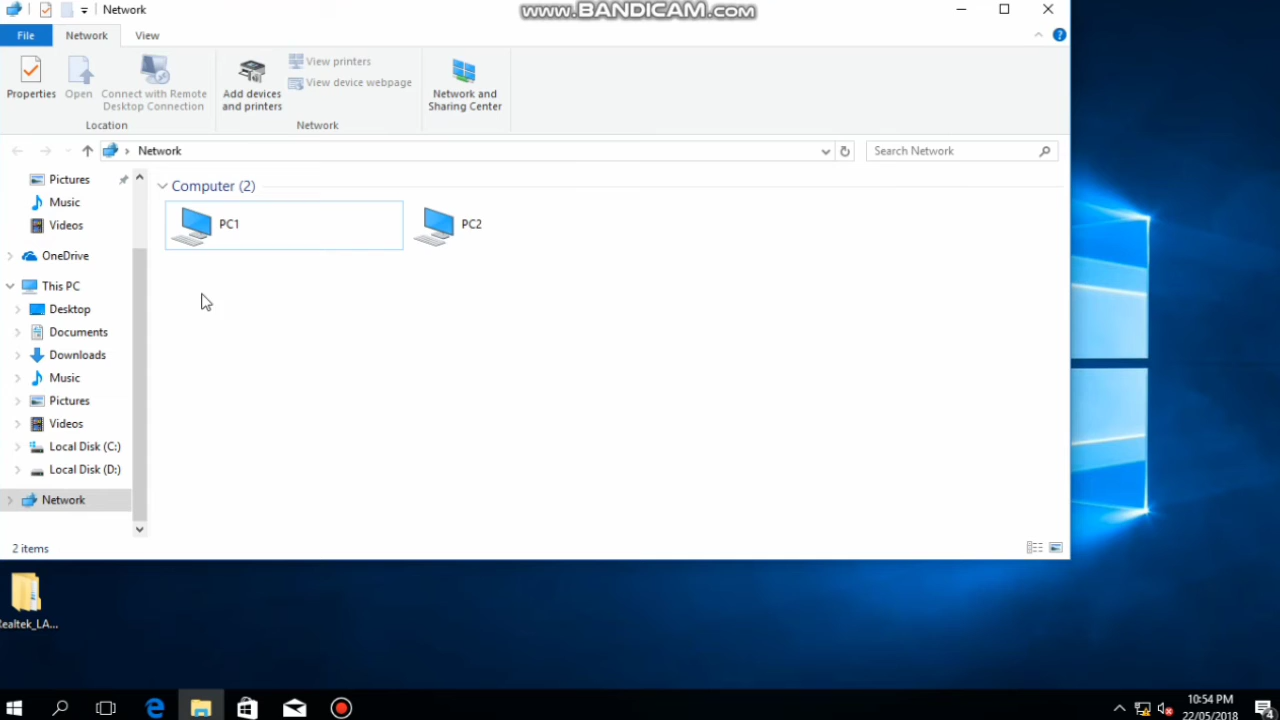 Network
www.BANDICAM.com
File
Network
View
Properties
Open
Connect with Remote
Desktop Connection
Add devices
and printers
View printers
View device webpage
Network and
Sharing Center
Location
Network
Network
Search Network
Pictures
Music
Videos
OneDrive
This PC
Desktop
Documents
Downloads
Music
Pictures
Videos
Local Disk (C:)
Local Disk (D:)
Network
Computer (2)
PC1
PC2
2 items
Realtek_LA...
10:54 PM
22/05/2018
4